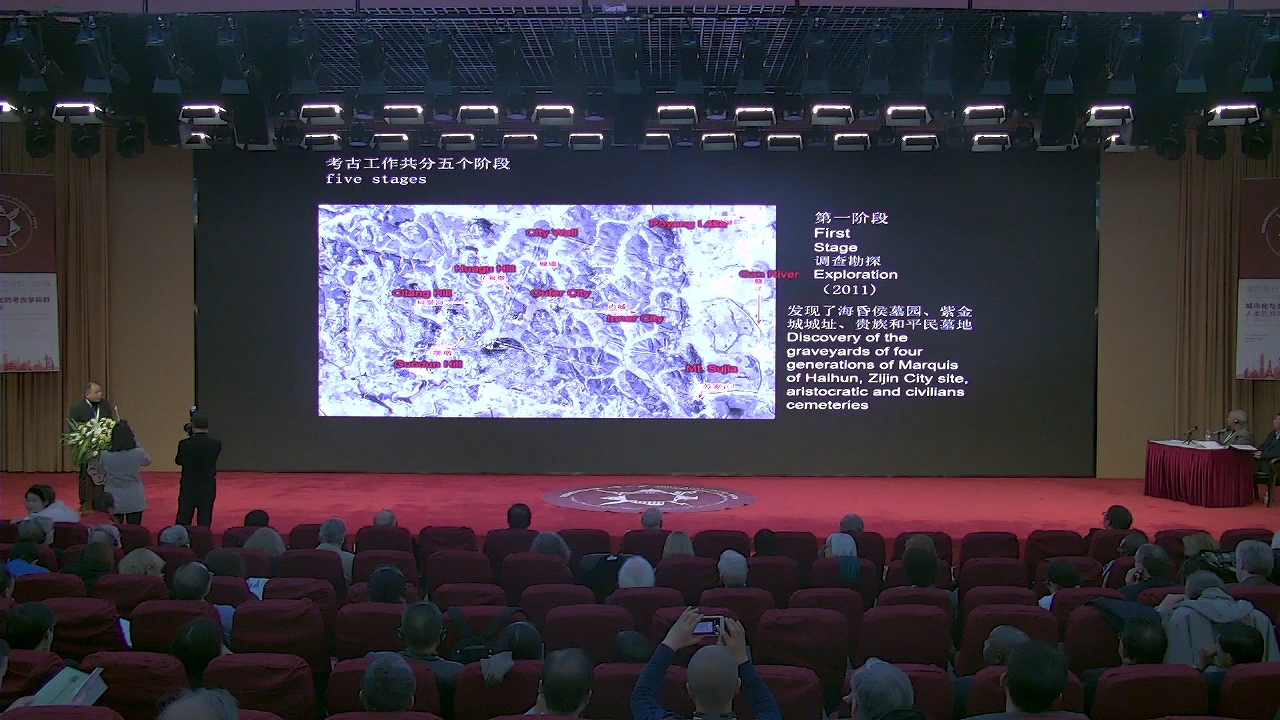 考古工作共分五个阶段
five stages
Poyang Lake
City Wall
Huagu Hill
Gan River
Outer City
Inner City
Guodun Hill
Mt. Sujia
第一阶段
First
Stage
调查勘探
Exploration
（2011）
发现了海昏侯墓园、紫金
城城址、贵族和平民墓地
Discovery of the
graveyards of four
generations of Marquis
of Haihun, Zijin City site,
aristocratic and civilians
cemeteries